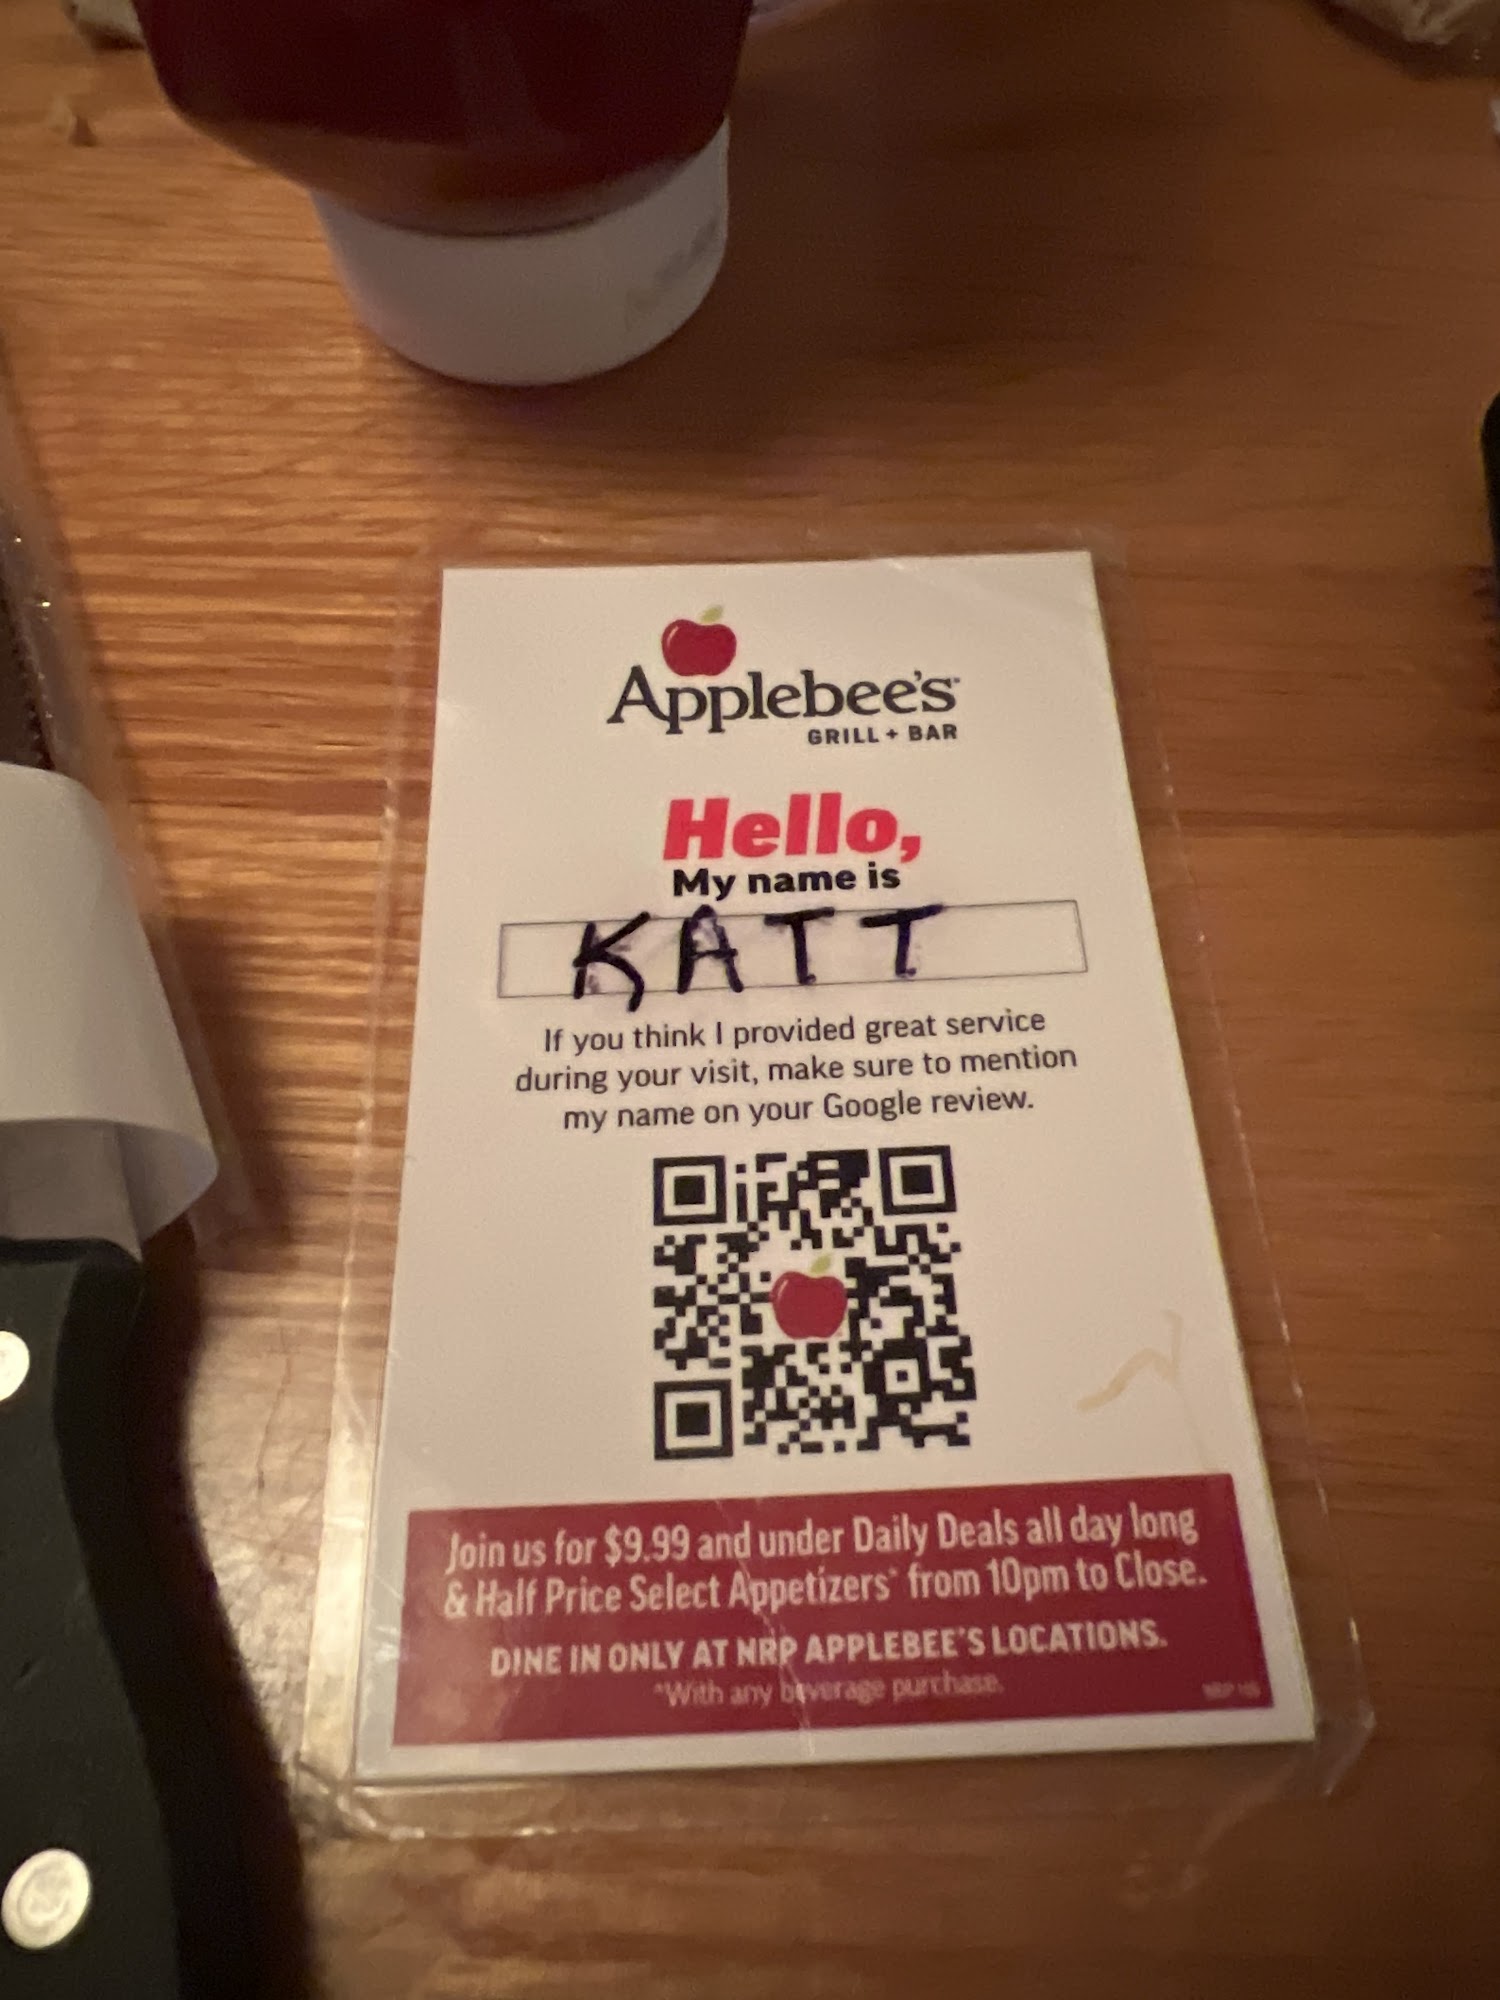 Applebee's
GRILL + BAR
Hello,
My name is
KATT
If you think I provided great service
during your visit, make sure to mention
my name on your Google review.
Join us for $9.99 and under Daily Deals all day long
& Half Price Select Appetizers* from 10pm to Close.
DINE IN ONLY AT NRP APPLEBEE'S LOCATIONS.
*With any beverage purchase.